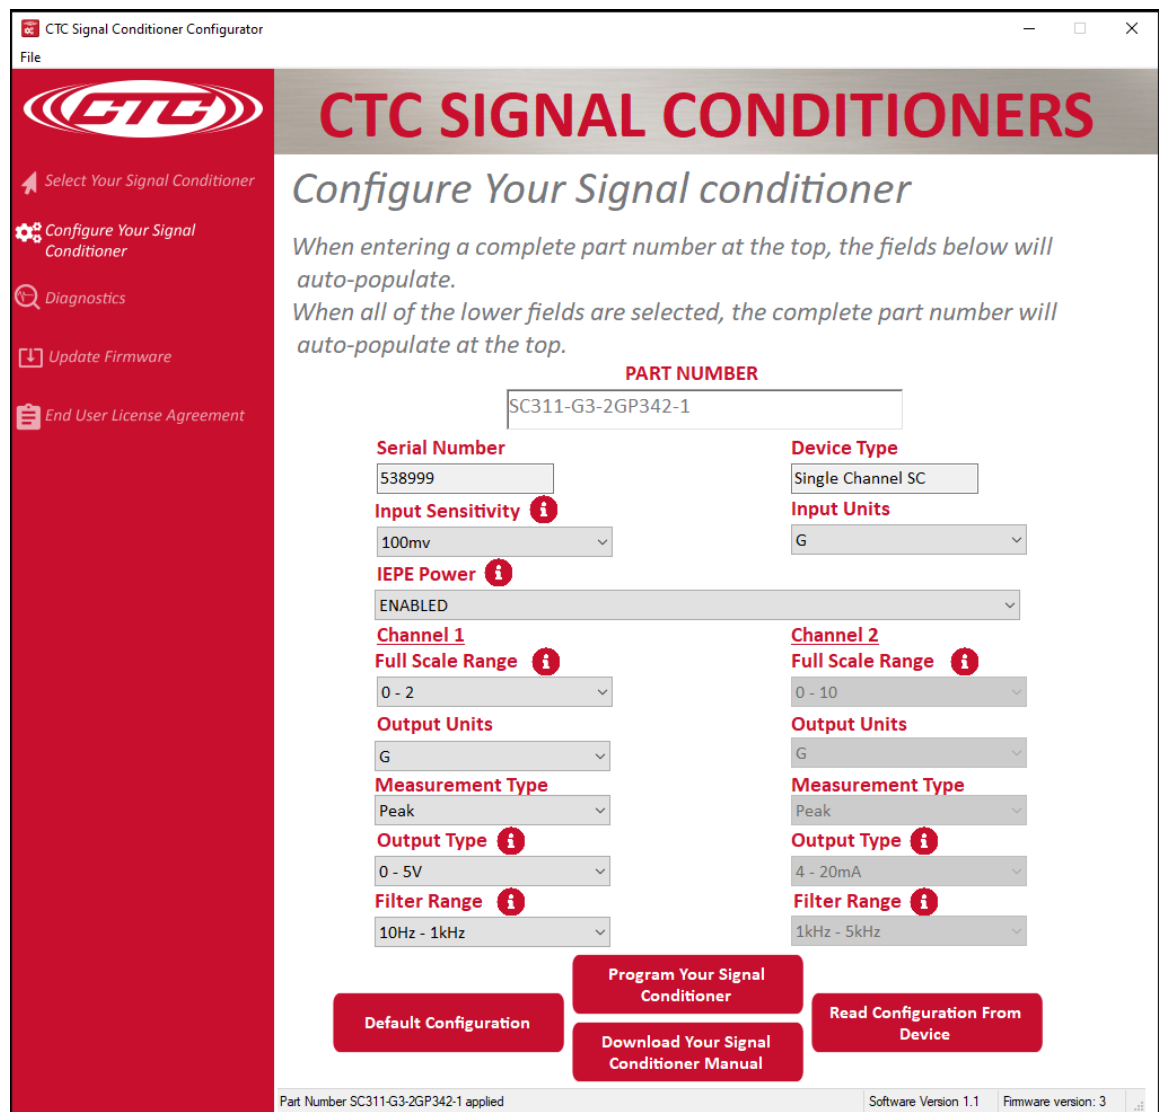 CTC Signal Conditioner Configurator
File
CTC
CTC SIGNAL CONDITIONERS
Select Your Signal Conditioner
Configure Your Signal
Conditioner
Diagnostics
Update Firmware
End User License Agreement
Configure Your Signal conditioner
When entering a complete part number at the top, the fields below will
auto-populate.
When all of the lower fields are selected, the complete part number will
auto-populate at the top.
PART NUMBER
SC311-G3-2GP342-1
Serial Number
Device Type
538999
Single Channel SC
Input Sensitivity i
Input Units
100mv
G
IEPE Power i
ENABLED
Channel 1
Channel 2
Full Scale Range i
Full Scale Range i
0 - 2
0 - 10
Output Units
Output Units
G
G
Measurement Type
Measurement Type
Peak
Peak
Output Type i
Output Type i
0 - 5V
4 - 20mA
Filter Range i
Filter Range i
10Hz - 1kHz
1kHz - 5kHz
Program Your Signal
Conditioner
Default Configuration
Read Configuration From
Device
Download Your Signal
Conditioner Manual
Part Number SC311-G3-2GP342-1 applied
Software Version 1.1
Firmware version: 3